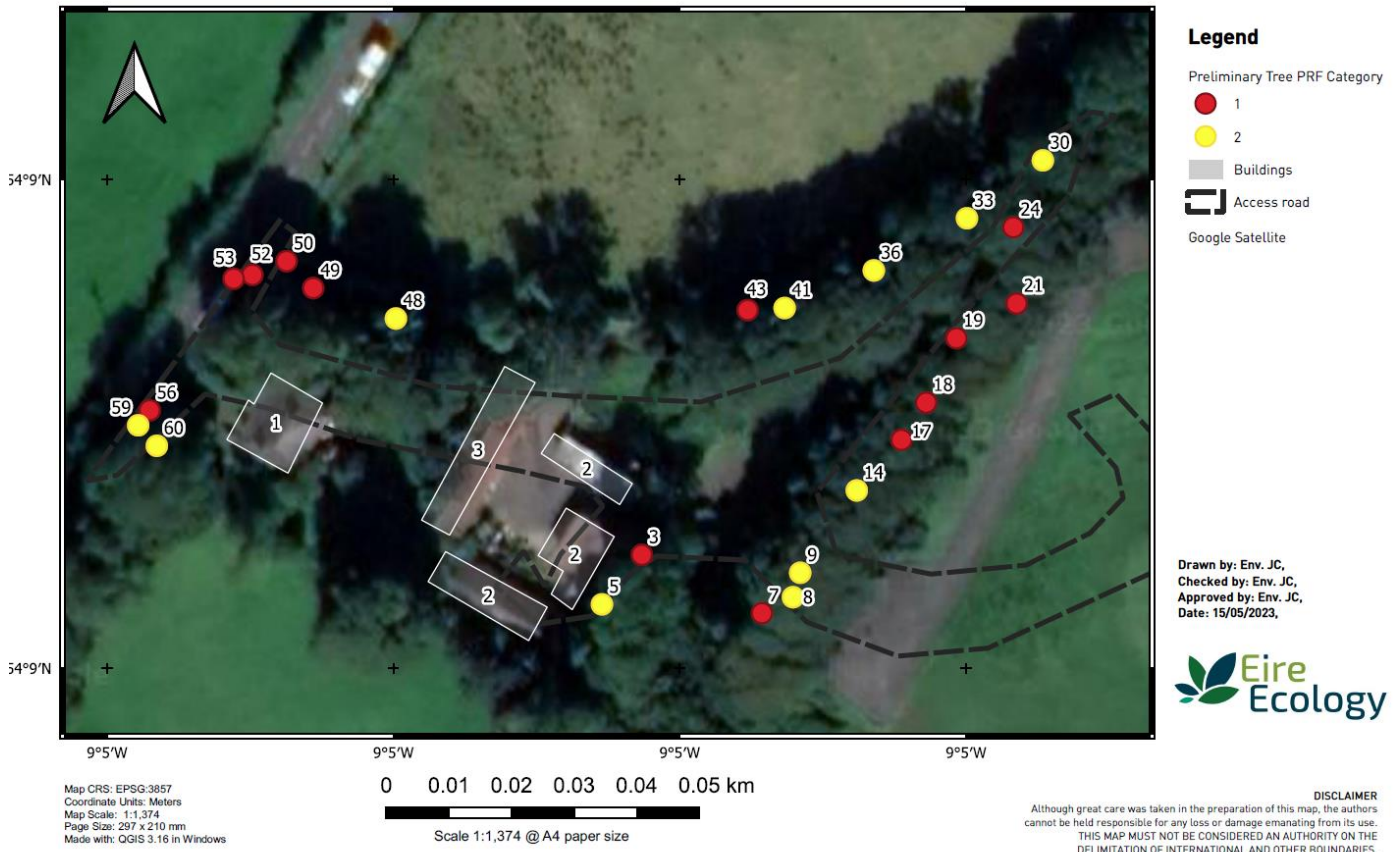 Legend
Preliminary Tree PRF Category
1
2
Buildings
Access road
Google Satellite
54°9'N
54°9'N
30
33
24
36
21
50
52
53
49
43
41
48
19
18
56
59
17
60
1
3
2
14
3
2
9
5
2
7
8
9°5'W
9°5'W
9°5'W
9°5'W
Drawn by: Env. JC,
Checked by: Env. JC,
Approved by: Env. JC,
Date: 15/05/2023,
Eire
Ecology
Map CRS: EPSG:3857
Coordinate Units: Meters
Map Scale: 1:1,374
Page Size: 297 x 210 mm
Made with: QGIS 3.16 in Windows
0 0.01 0.02 0.03 0.04 0.05 km
Scale 1:1,374 @ A4 paper size
DISCLAIMER
Although great care was taken in the preparation of this map, the authors
cannot be held responsible for any loss or damage emanating from its use.
THIS MAP MUST NOT BE CONSIDERED AN AUTHORITY ON THE
DELIMITATION OF INTERNATIONAL AND OTHER BOUNDARIES.